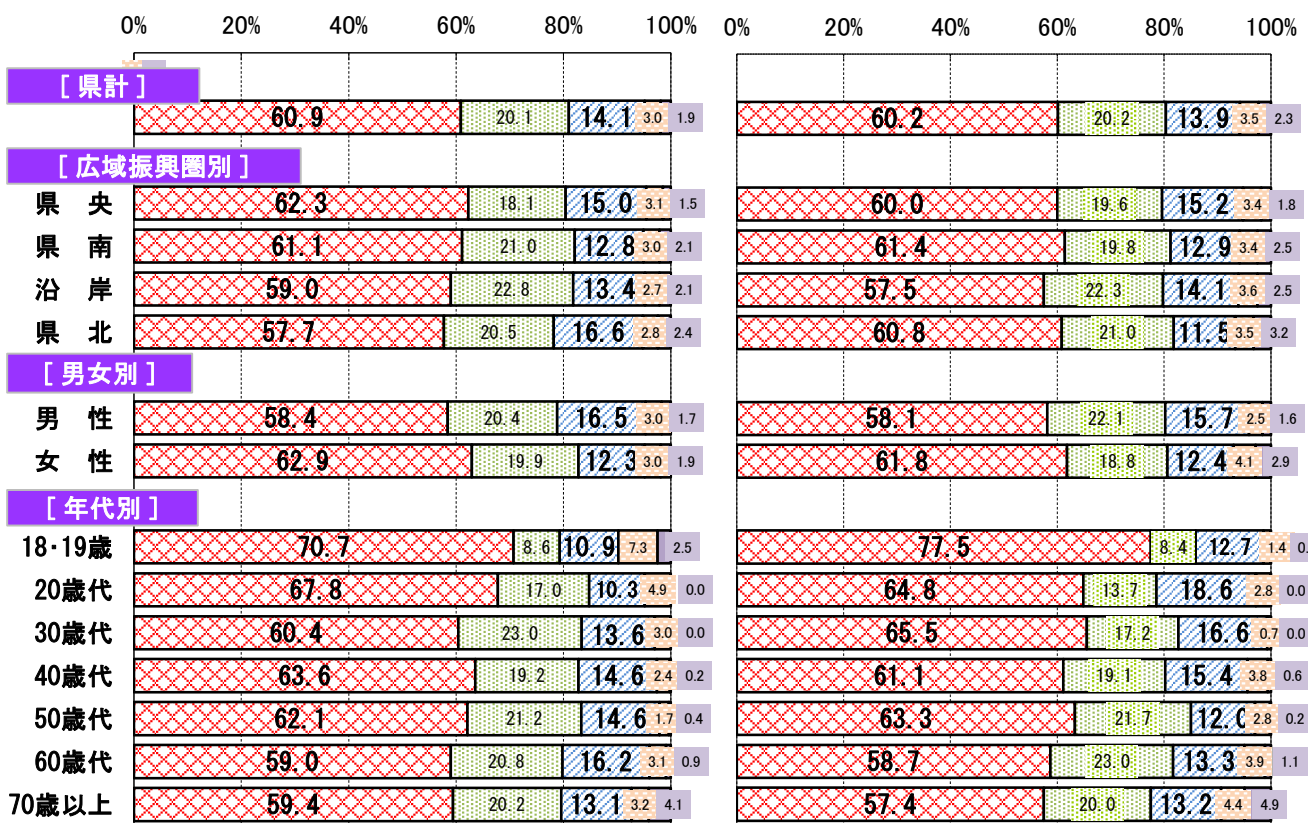 0% 20% 40% 60% 80% 100% 0% 20% 40% 60% 80% 100%
[ 県計 ]
60.9 20.1 14.1 3.0 1.9 60.2 20.2 13.9 3.5 2.3
[ 広域振興圏別 ]
県 央 62.3 18.1 15.0 3.1 1.5 60.0 19.6 15.2 3.4 1.8
県 南 61.1 21.0 12.8 3.0 2.1 61.4 19.8 12.9 3.4 2.5
沿 岸 59.0 22.8 13.4 2.7 2.1 57.5 22.3 14.1 3.6 2.5
県 北 57.7 20.5 16.6 2.8 2.4 60.8 21.0 11.5 3.5 3.2
[ 男女別 ]
男 性 58.4 20.4 16.5 3.0 1.7 58.1 22.1 15.7 2.5 1.6
女 性 62.9 19.9 12.3 3.0 1.9 61.8 18.8 12.4 4.1 2.9
[ 年代別 ]
18・19歳 70.7 8.6 10.9 7.3 2.5 77.5 8.4 12.7 1.4 0.
20歳代 67.8 17.0 10.3 4.9 0.0 64.8 13.7 18.6 2.8 0.0
30歳代 60.4 23.0 13.6 3.0 0.0 65.5 17.2 16.6 0.7 0.0
40歳代 63.6 19.2 14.6 2.4 0.2 61.1 19.1 15.4 3.8 0.6
50歳代 62.1 21.2 14.6 1.7 0.4 63.3 21.7 12.0 2.8 0.2
60歳代 59.0 20.8 16.2 3.1 0.9 58.7 23.0 13.3 3.9 1.1
70歳以上 59.4 20.2 13.1 3.2 4.1 57.4 20.0 13.2 4.4 4.9